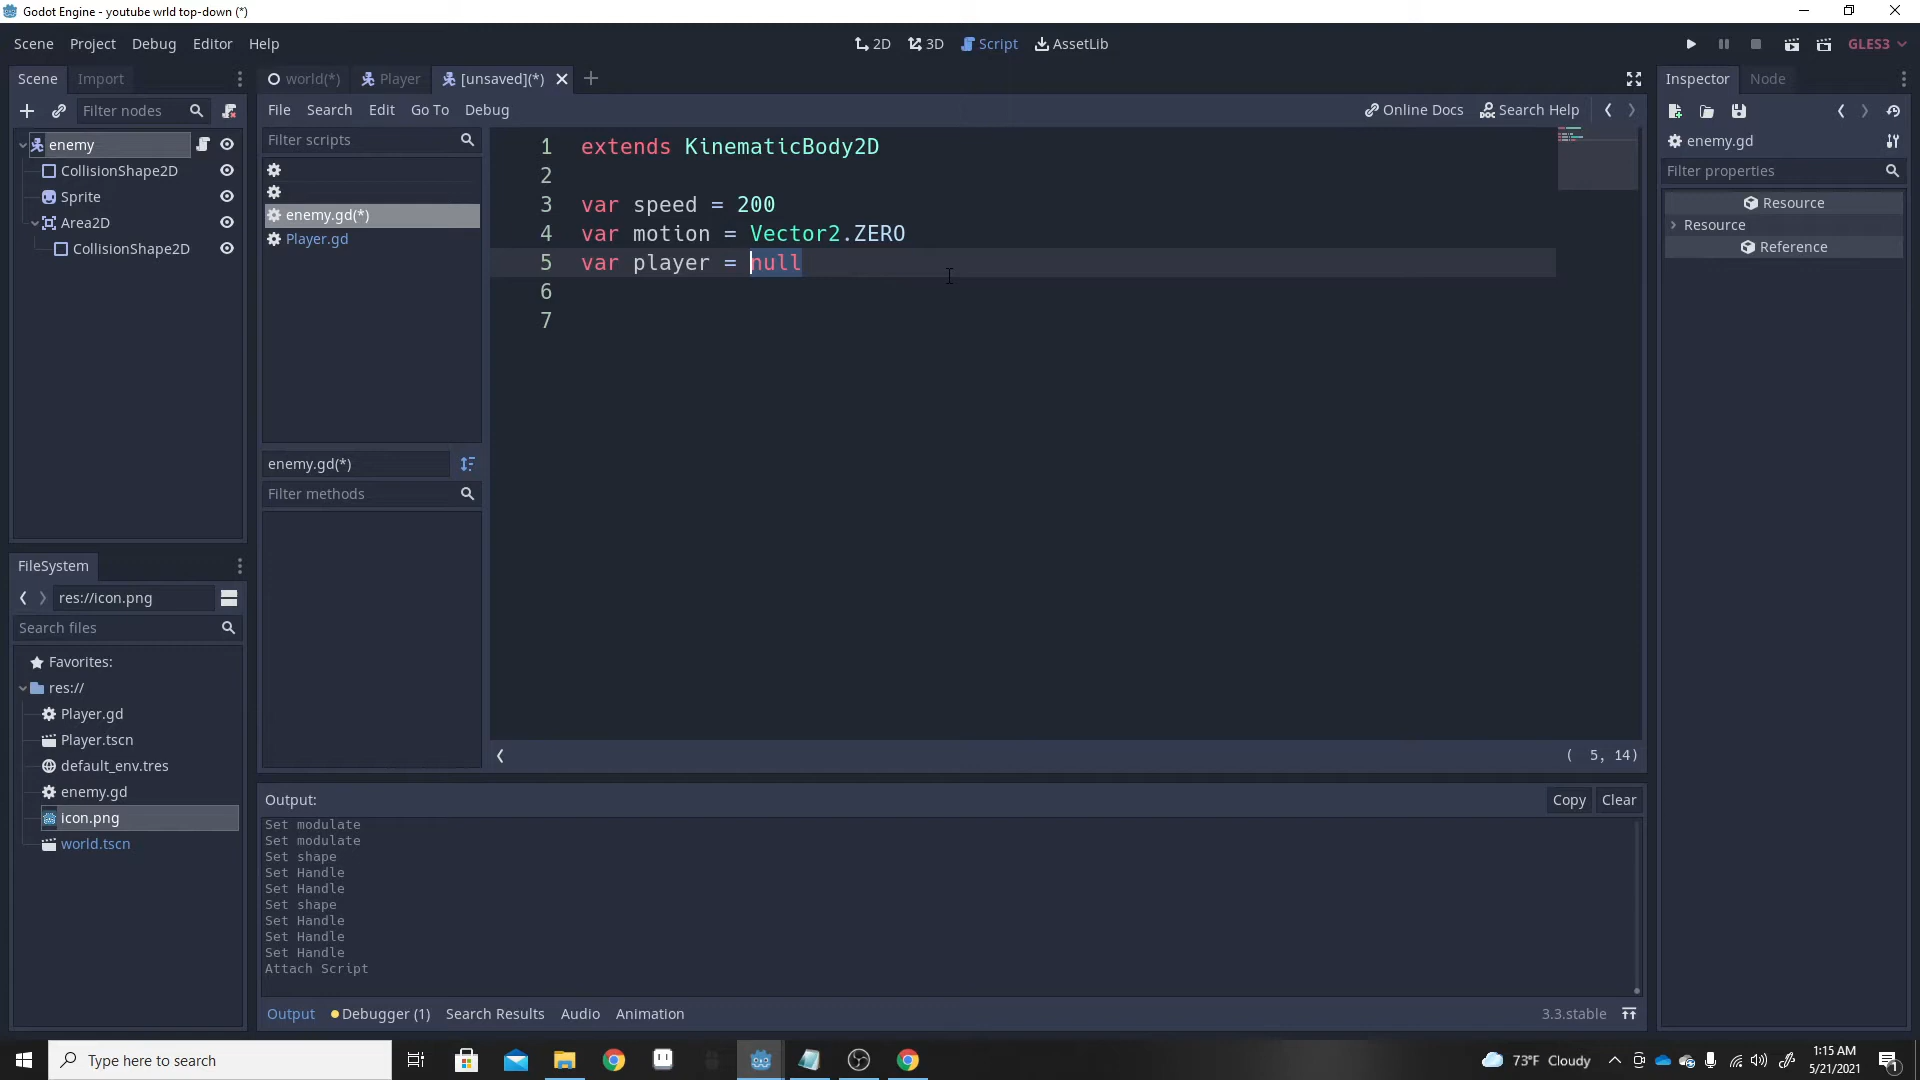 Godot Engine - youtube wrld top-down (*)
Scene Project Debug Editor Help
2D 3D Script AssetLib
GLES3
Scene Import
world(*) Player [unsaved](*)
Inspector Node
Filter nodes
File Search Edit Go To Debug
Online Docs Search Help
enemy
CollisionShape2D
Sprite
Area2D
CollisionShape2D
Filter scripts
enemy.gd(*)
Player.gd
enemy.gd(*)
Filter methods
1 extends KinematicBody2D
2
3 var speed = 200
4 var motion = Vector2.ZERO
5 var player = null
6
7
( 5, 14)
enemy.gd
Filter properties
Resource
Resource
Reference
FileSystem
res://icon.png
Search files
Favorites:
res://
Player.gd
Player.tscn
default_env.tres
enemy.gd
icon.png
world.tscn
Output:
Copy Clear
Set modulate
Set modulate
Set shape
Set Handle
Set Handle
Set shape
Set Handle
Set Handle
Set Handle
Attach Script
Output Debugger (1) Search Results Audio Animation
3.3.stable
Type here to search
73°F Cloudy
1:15 AM
5/21/2021
1